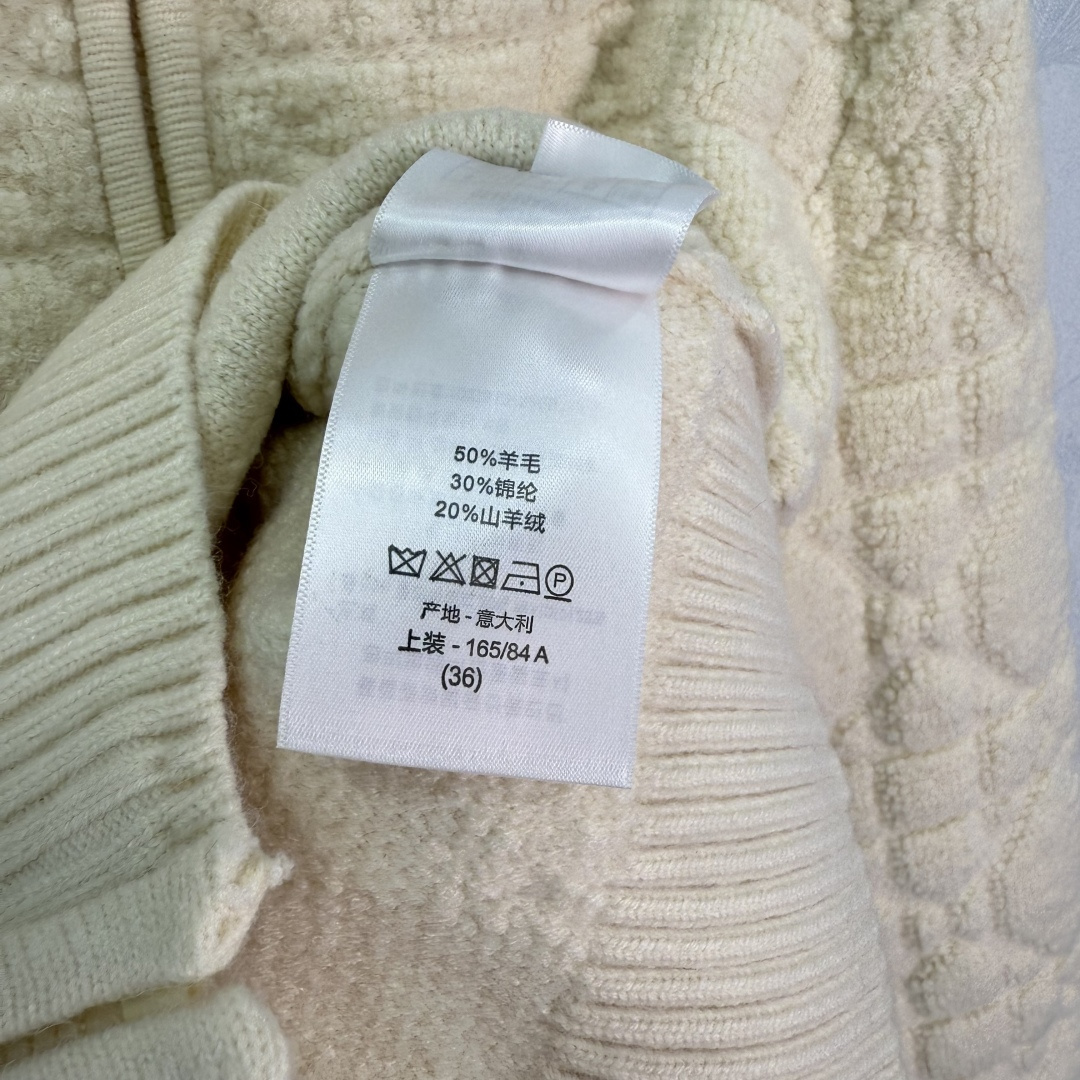 50%羊毛
30%锦纶
20%山羊绒
P
产地 - 意大利
上装 - 165/84 A
(36)